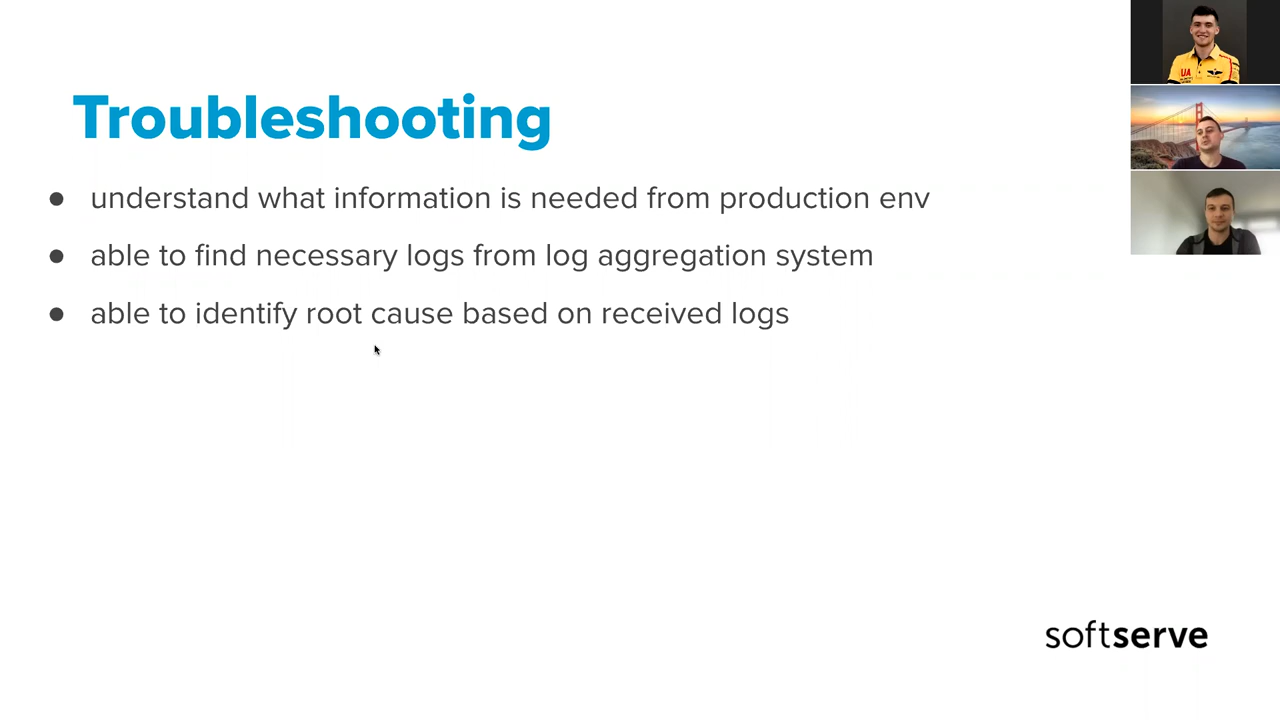 Troubleshooting
● understand what information is needed from production env
● able to find necessary logs from log aggregation system
● able to identify root cause based on received logs
UA
softserve